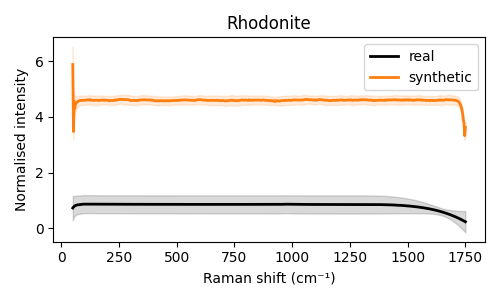 Rhodonite
real
synthetic
Normalised intensity
6
4
2
0
0 250 500 750 1000 1250 1500 1750
Raman shift (cm⁻¹)